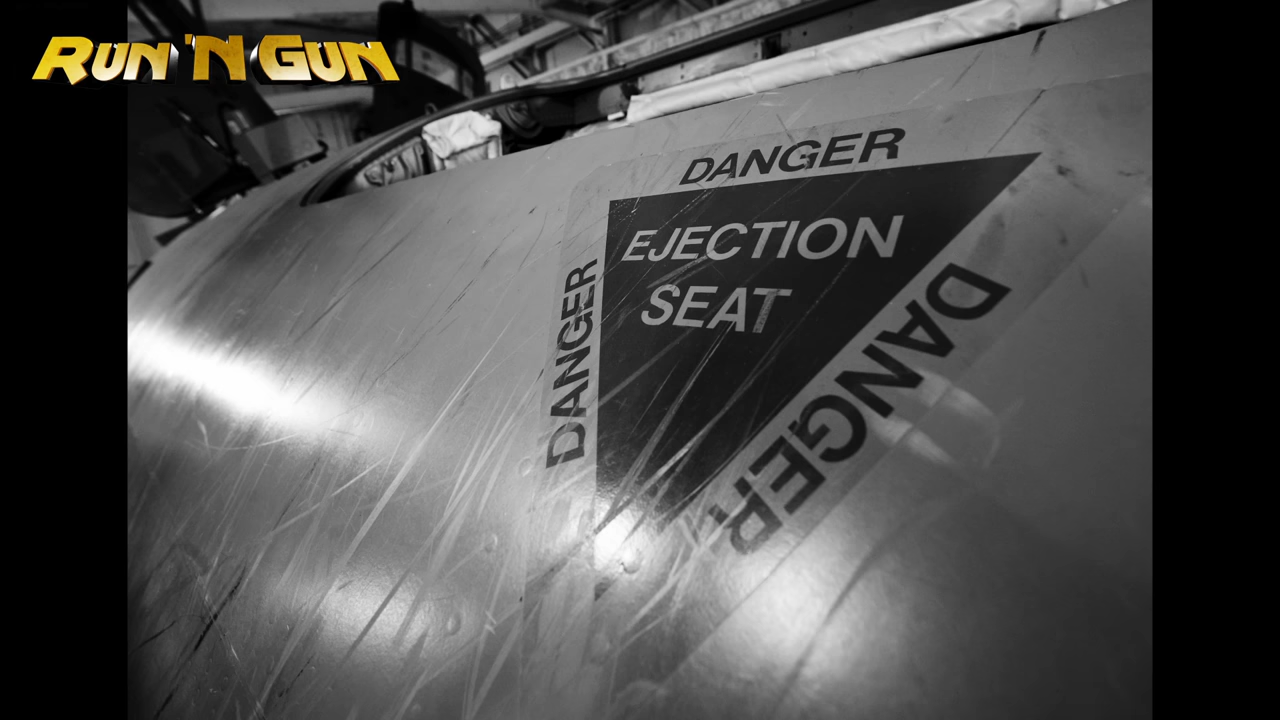 RUN 'N GUN
DANGER
EJECTION
SEAT
DANGER
DANGER